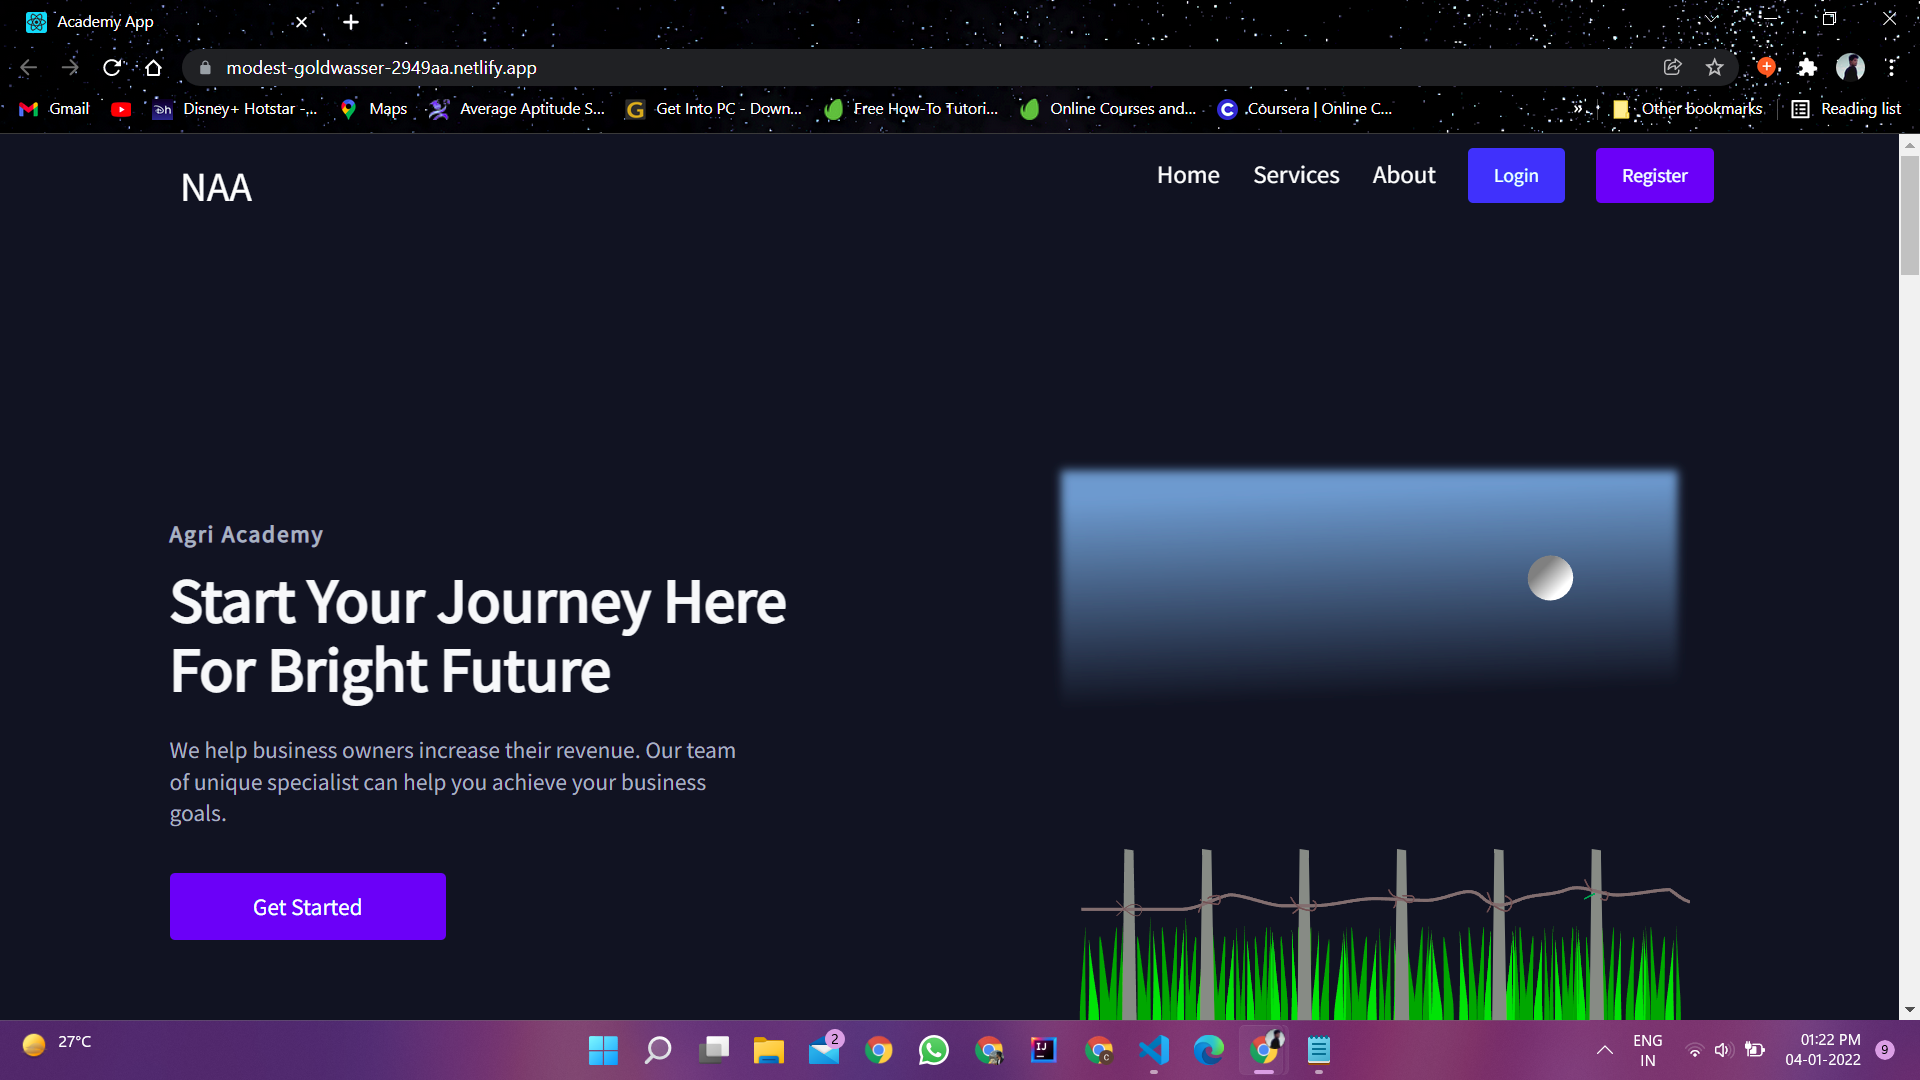 Academy App
modest-goldwasser-2949aa.netlify.app
Gmail
Disney+ Hotstar -...
Maps
Average Aptitude S...
Get Into PC - Down...
Free How-To Tutori...
Online Courses and...
Coursera | Online C...
»
Other bookmarks
Reading list
NAA
Home
Services
About
Login
Register
Agri Academy
Start Your Journey Here
For Bright Future
We help business owners increase their revenue. Our team
of unique specialist can help you achieve your business
goals.
Get Started
27°C
2
ENG
IN
01:22 PM
04-01-2022
9